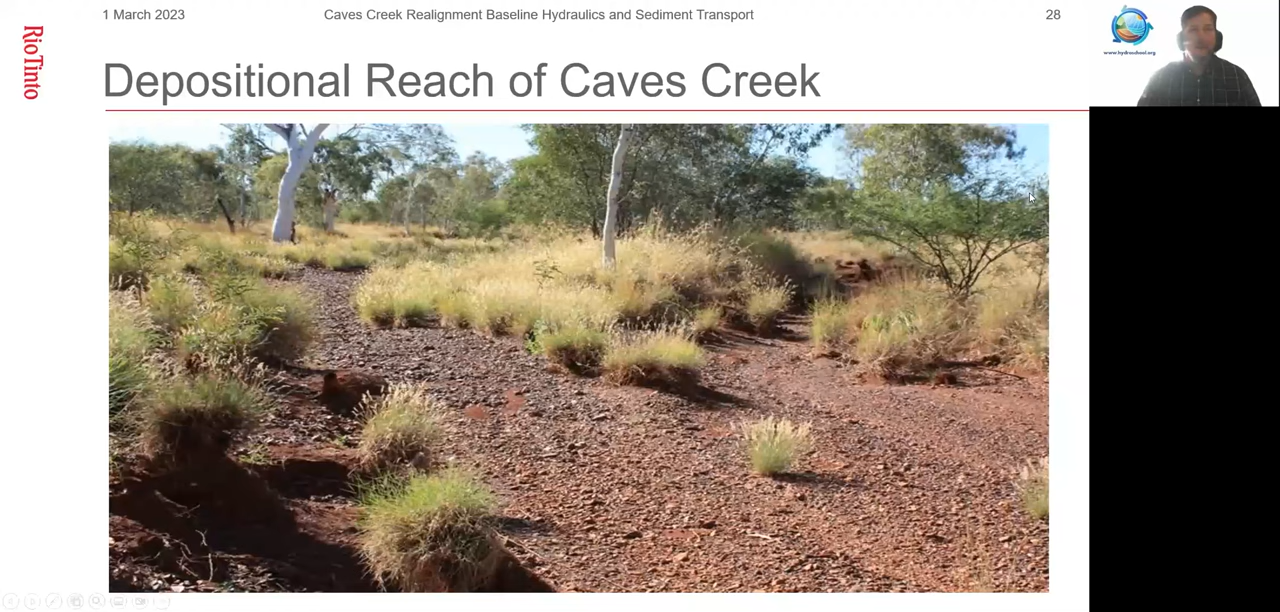 1 March 2023
Caves Creek Realignment Baseline Hydraulics and Sediment Transport
28
RioTinto
www.hydroschool.org
Depositional Reach of Caves Creek